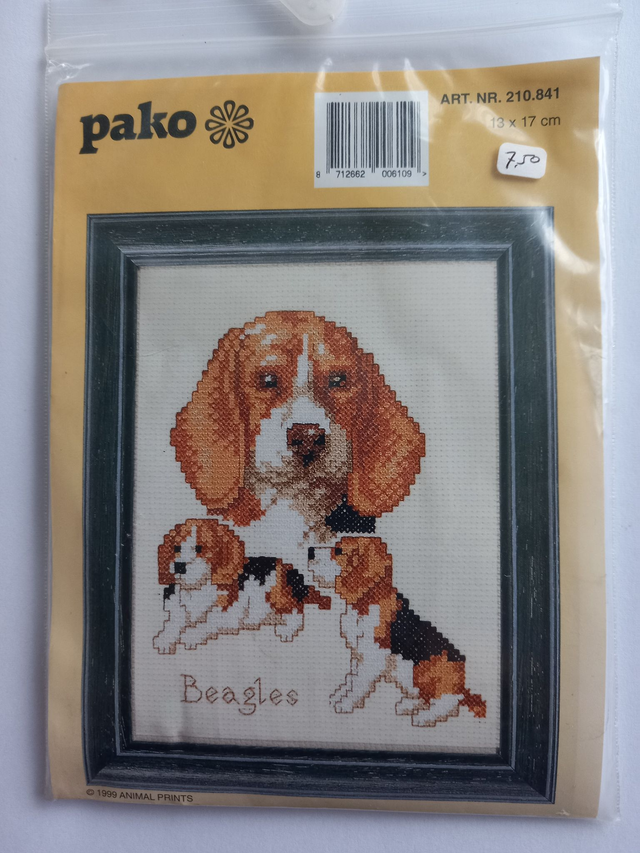 pako
ART. NR. 210.841
13 x 17 cm
7,50
8 712662 006109 >
Beagles
© 1999 ANIMAL PRINTS